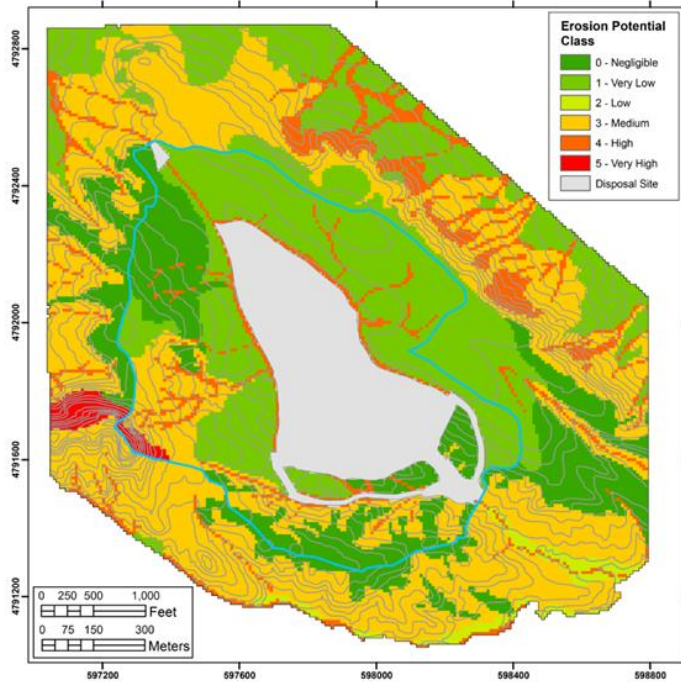 Erosion Potential
Class
0 - Negligible
1 - Very Low
2 - Low
3 - Medium
4 - High
5 - Very High
Disposal Site
4792800
4792400
4792000
4791600
4791200
0 250 500 1,000
Feet
0 75 150 300
Meters
597200 597600 598000 598400 598800